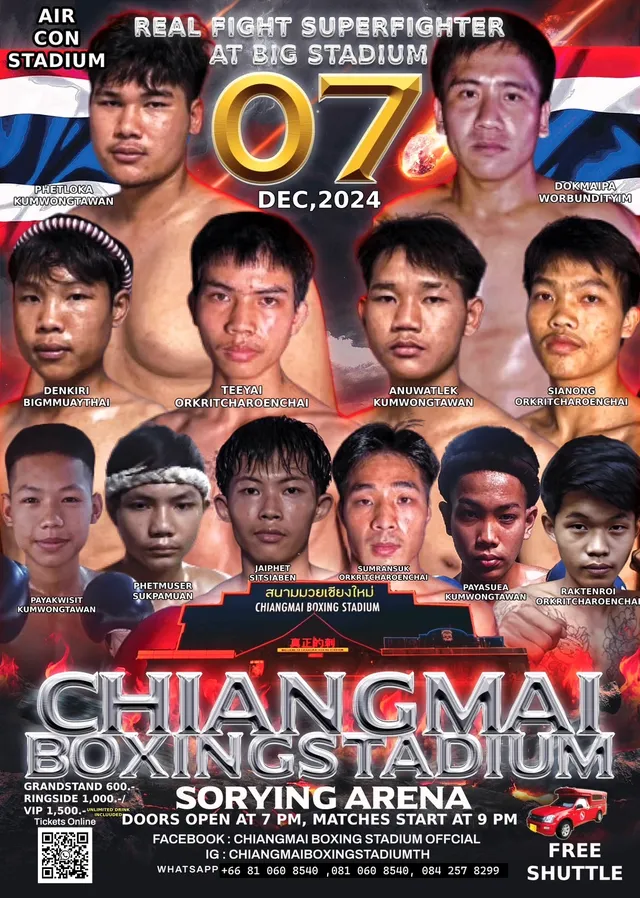 AIR
CON
STADIUM
REAL FIGHT SUPERFIGHTER
AT BIG STADIUM
07
DEC,2024
PHETLOKA
KUMWONGTAWAN
DOKMAIPA
WORBUNDITYIM
DENKIRI
BIGMMUAYTHAI
TEEYAI
ORKRITCHAROENCHAI
ANUWATLEK
KUMWONGTAWAN
SIANONG
ORKRITCHAROENCHAI
PAYAKWISIT
KUMWONGTAWAN
PHETMUSER
SUKPAMUAN
JAIPHET
SITSIABEN
SUMRANSUK
ORKRITCHAROENCHAI
PAYASUEA
KUMWONGTAWAN
RAKTENROI
ORKRITCHAROENCHAI
สนามมวยเชียงใหม่
CHIANGMAI BOXING STADIUM
CHIANGMAI
BOXINGSTADIUM
GRANDSTAND 600.-
RINGSIDE 1,000.-/
VIP 1,500.- UNLIMITED DRINK
INCLUUDED
Tickets Online
SORYING ARENA
DOORS OPEN AT 7 PM, MATCHES START AT 9 PM
FACEBOOK : CHIANGMAI BOXING STADIUM OFFCIAL
IG : CHIANGMAIBOXINGSTADIUMTH
WHATSAPP +66 81 060 8540 ,081 060 8540, 084 257 8299
FREE
SHUTTLE